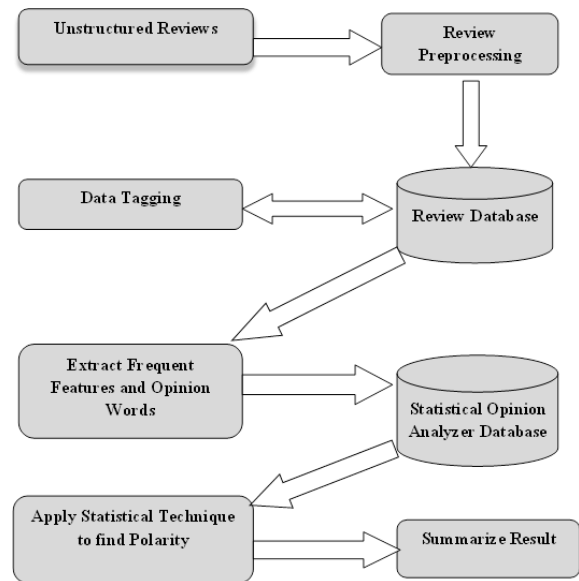 Unstructured Reviews
Review
Preprocessing
Data Tagging
Review Database
Extract Frequent
Features and Opinion
Words
Statistical Opinion
Analyzer Database
Apply Statistical Technique
to find Polarity
Summarize Result